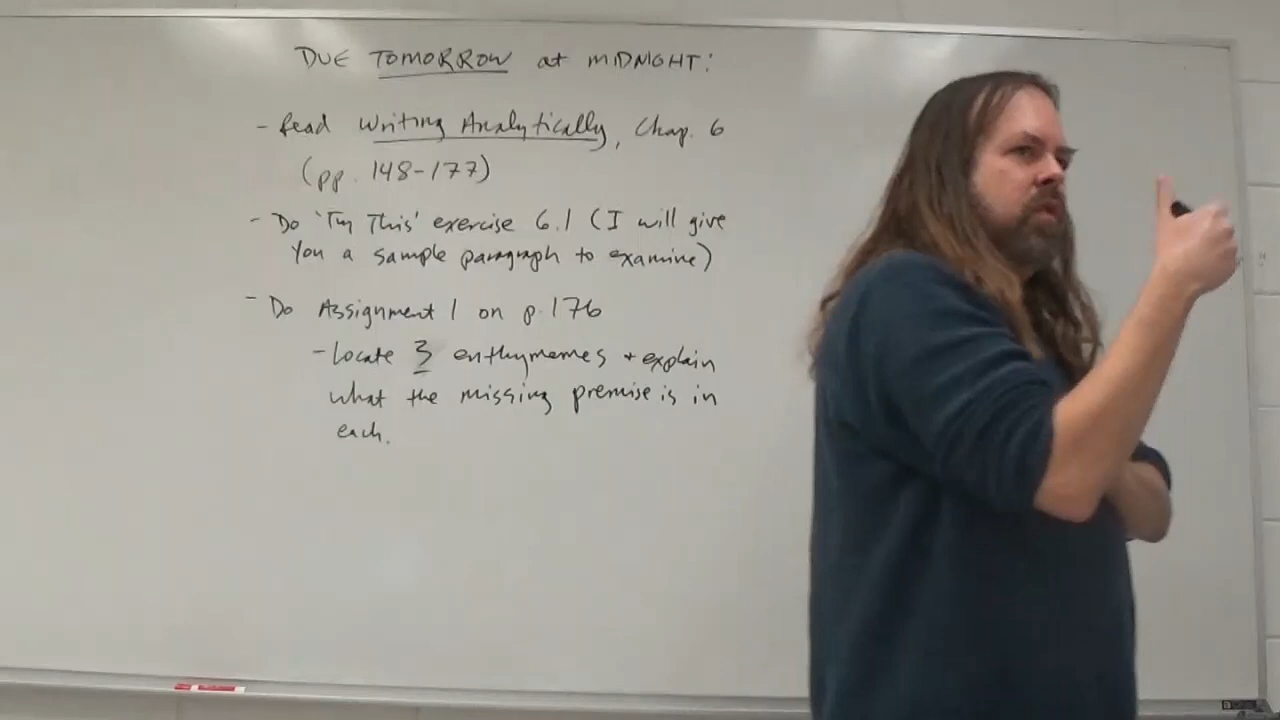 DUE TOMORROW at MIDNIGHT:
- Read Writing Analytically, Chap. 6
(pp. 148-177)
- Do 'Try This' exercise 6.1 (I will give
you a sample paragraph to examine)
- Do Assignment 1 on p.176
- Locate 3 enthymemes + explain
what the missing premise is in
each.